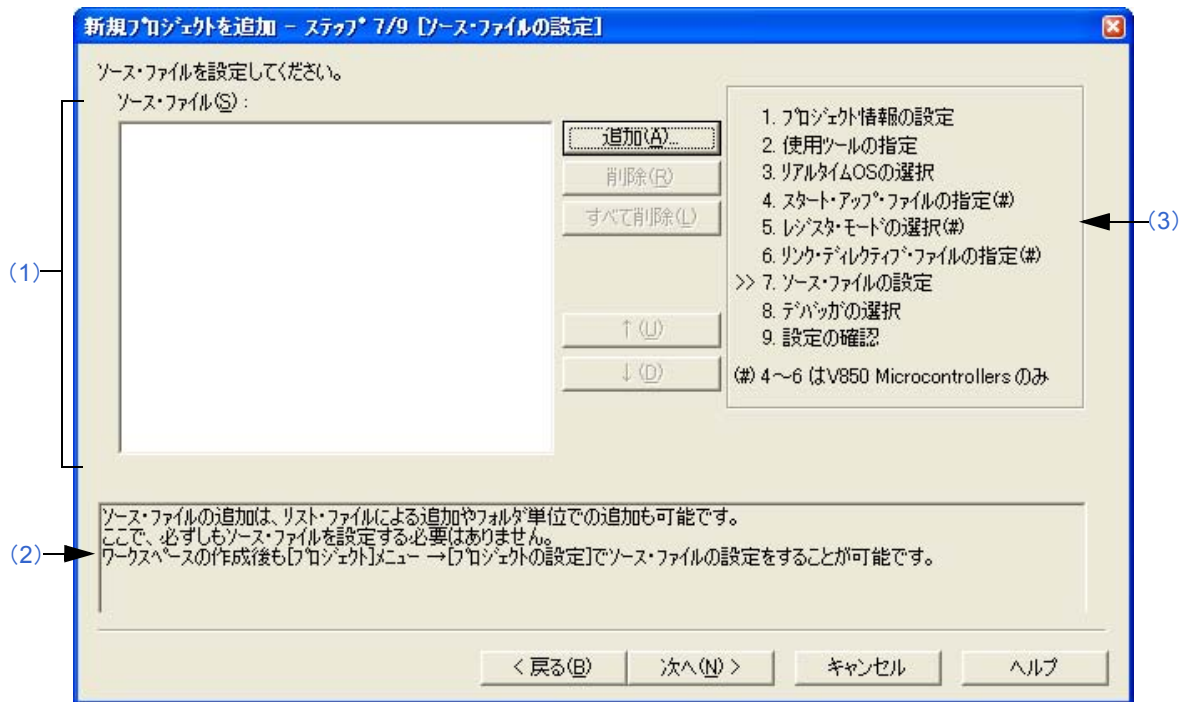 新規プロジェクトを追加 - ステップ 7/9 [ソース・ファイルの設定]
ソース・ファイルを設定してください。
ソース・ファイル(S):
追加(A)...
削除(R)
すべて削除(L)
↑(U)
↓(D)
1. プロジェクト情報の設定
2. 使用ツールの指定
3. リアルタイムOSの選択
4. スタート・アップ・ファイルの指定(#)
5. レジスタ・モードの選択(#)
6. リンク・ディレクティブ・ファイルの指定(#)
>> 7. ソース・ファイルの設定
8. デバッガの選択
9. 設定の確認
(#) 4～6 はV850 Microcontrollers のみ
(1)
(3)
(2)
ソース・ファイルの追加は、リスト・ファイルによる追加やフォルダ単位での追加も可能です。
ここで、必ずしもソース・ファイルを設定する必要はありません。
ワークスペースの作成後も[プロジェクト]メニュー →[プロジェクトの設定]でソース・ファイルの設定をすることが可能です。
< 戻る(B)
次へ(N) >
キャンセル
ヘルプ